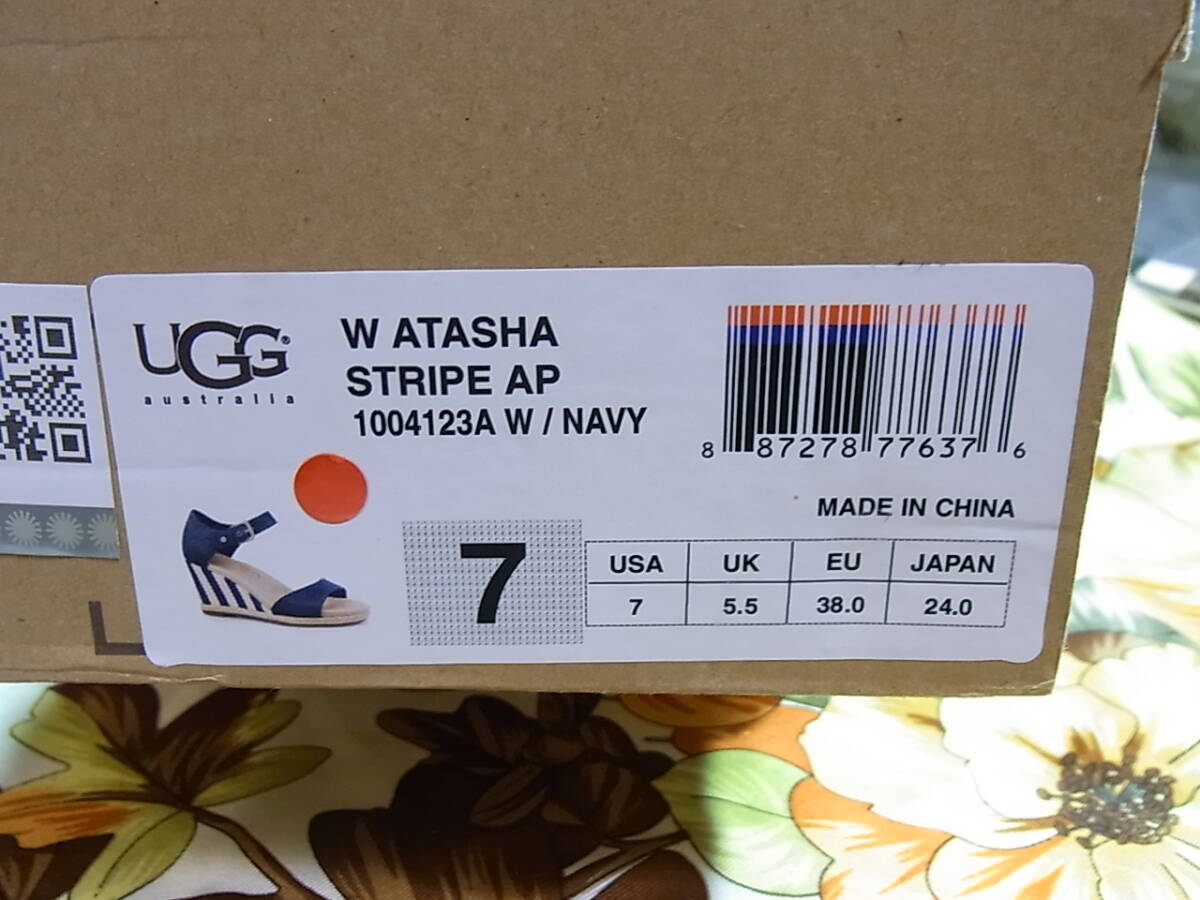 UGG®
australia
W ATASHA
STRIPE AP
1004123A W / NAVY
8 87278 77637 6
MADE IN CHINA
7
USA UK EU JAPAN
7 5.5 38.0 24.0